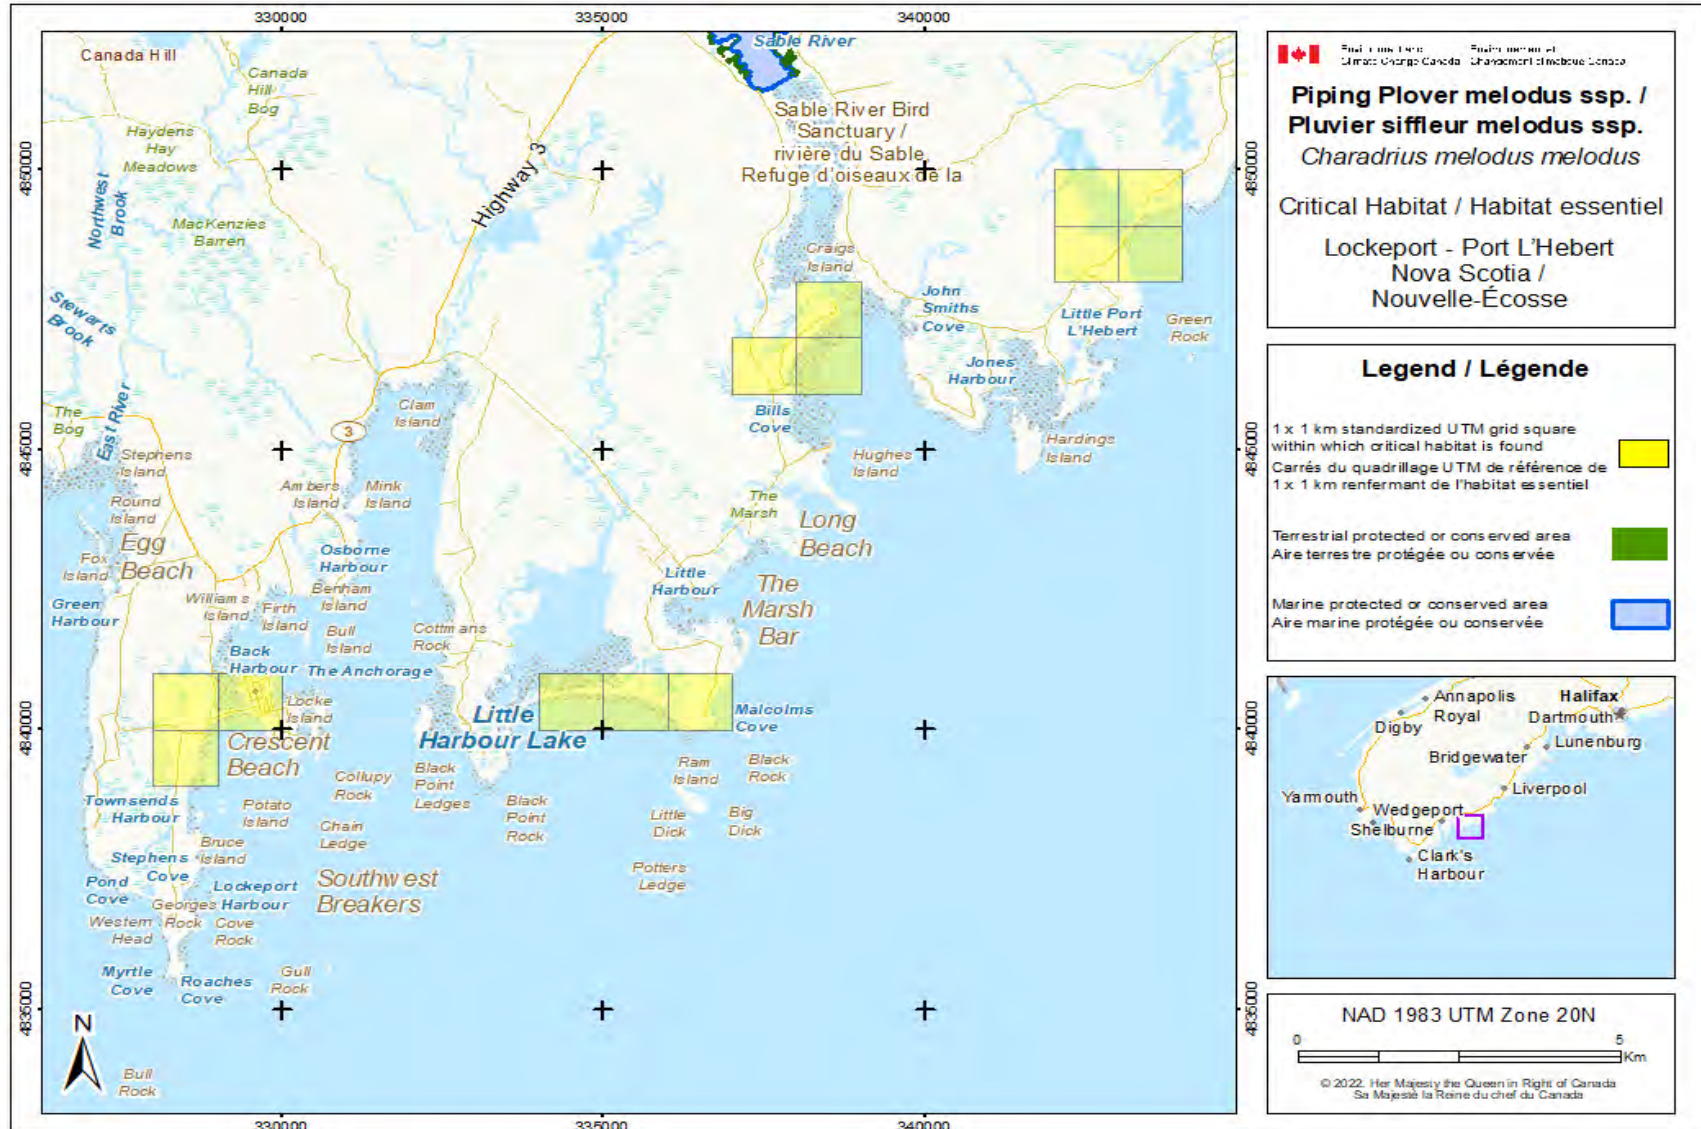 330000
335000
340000
Canada Hill
Canada
Hill
Bog
Haydens
Hay
Meadows
Northwest
Brook
MacKenzies
Barren
Stewarts
Brook
East River
The
Bog
Highway 3
3
Sable River
Sable River Bird
Sanctuary /
rivière du Sable
Refuge d'oiseaux de la
Craigs
Island
John
Smiths
Cove
Jones
Harbour
Little Port
L'Hebert
Green
Rock
Hardings
Island
Bills
Cove
Hughes
Island
The
Marsh
Long
Beach
Clam
Island
Stephens
Island
Round
Island
Ambers
Island
Mink
Island
Egg
Beach
Fox
Island
Green
Harbour
Osborne
Harbour
Benham
Island
Williams
Island
Firth
Island
Bull
Island
Cottmans
Rock
Little
Harbour
The
Marsh
Bar
Back
Harbour
The Anchorage
Locke
Island
Crescent
Beach
Little
Harbour Lake
Malcolms
Cove
Collupy
Rock
Black
Point
Ledges
Black
Point
Rock
Ram
Island
Black
Rock
Little
Dick
Big
Dick
Potters
Ledge
Townsends
Harbour
Potato
Island
Chain
Ledge
Bruce
Island
Stephens
Cove
Southwest
Breakers
Pond
Cove
Lockeport
Harbour
Georges
Rock
Cove
Rock
Western
Head
Myrtle
Cove
Roaches
Cove
Gull
Rock
Bull
Rock
N
4850000
4845000
4840000
4835000
4850000
4845000
4840000
4835000
330000
335000
340000
Climate Change Canada
Changement climatique Canada
Piping Plover melodus ssp. /
Pluvier siffleur melodus ssp.
Charadrius melodus melodus
Critical Habitat / Habitat essentiel
Lockeport - Port L'Hebert
Nova Scotia /
Nouvelle-Écosse
Legend / Légende
1 x 1 km standardized UTM grid square
within which critical habitat is found
Carrés du quadrillage UTM de référence de
1 x 1 km renfermant de l'habitat essentiel
Terrestrial protected or conserved area
Aire terrestre protégée ou conservée
Marine protected or conserved area
Aire marine protégée ou conservée
Annapolis
Royal
Halifax
Digby
Dartmouth
Bridgewater
Lunenburg
Yarmouth
Wedgeport
Liverpool
Shelburne
Clark's
Harbour
NAD 1983 UTM Zone 20N
0 5
Km
© 2022. Her Majesty the Queen in Right of Canada
Sa Majesté la Reine du chef du Canada